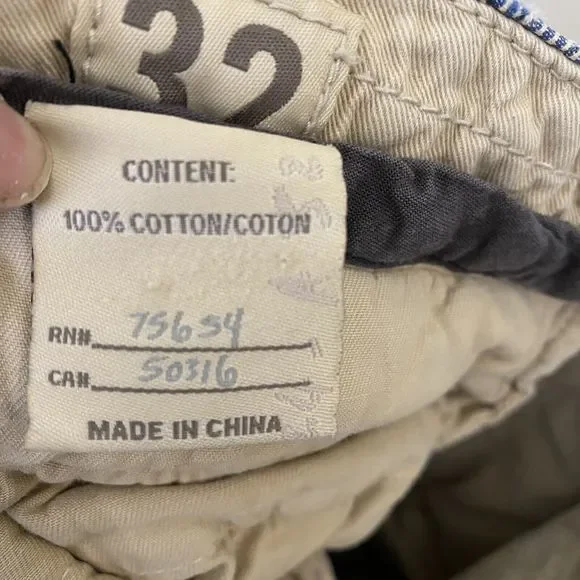 32
CONTENT:
100% COTTON/COTON
RN#. 75654
CA#. 50316
MADE IN CHINA